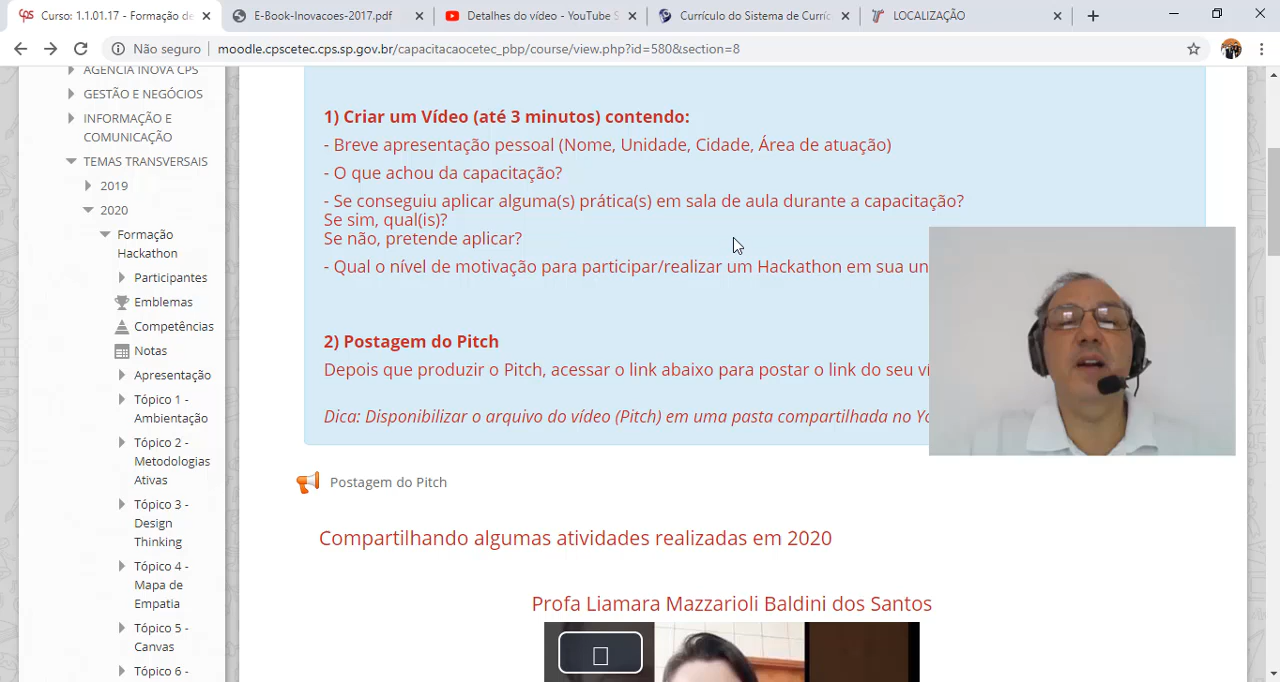 Curso: 1.1.01.17 - Formação de
E-Book-Inovacoes-2017.pdf
Detalhes do vídeo - YouTube S
Currículo do Sistema de Curríc
LOCALIZAÇÃO
Não seguro
moodle.cpscetec.cps.sp.gov.br/capacitacaocetec_pbp/course/view.php?id=580&section=8
AGÊNCIA INOVA CPS
GESTÃO E NEGÓCIOS
INFORMAÇÃO E
COMUNICAÇÃO
TEMAS TRANSVERSAIS
2019
2020
Formação
Hackathon
Participantes
Emblemas
Competências
Notas
Apresentação
Tópico 1 -
Ambientação
Tópico 2 -
Metodologias
Ativas
Tópico 3 -
Design
Thinking
Tópico 4 -
Mapa de
Empatia
Tópico 5 -
Canvas
Tópico 6 -
1) Criar um Vídeo (até 3 minutos) contendo:
- Breve apresentação pessoal (Nome, Unidade, Cidade, Área de atuação)
- O que achou da capacitação?
- Se conseguiu aplicar alguma(s) prática(s) em sala de aula durante a capacitação?
Se sim, qual(is)?
Se não, pretende aplicar?
- Qual o nível de motivação para participar/realizar um Hackathon em sua un
2) Postagem do Pitch
Depois que produzir o Pitch, acessar o link abaixo para postar o link do seu ví
Dica: Disponibilizar o arquivo do vídeo (Pitch) em uma pasta compartilhada no Yo
Postagem do Pitch
Compartilhando algumas atividades realizadas em 2020
Profa Liamara Mazzarioli Baldini dos Santos